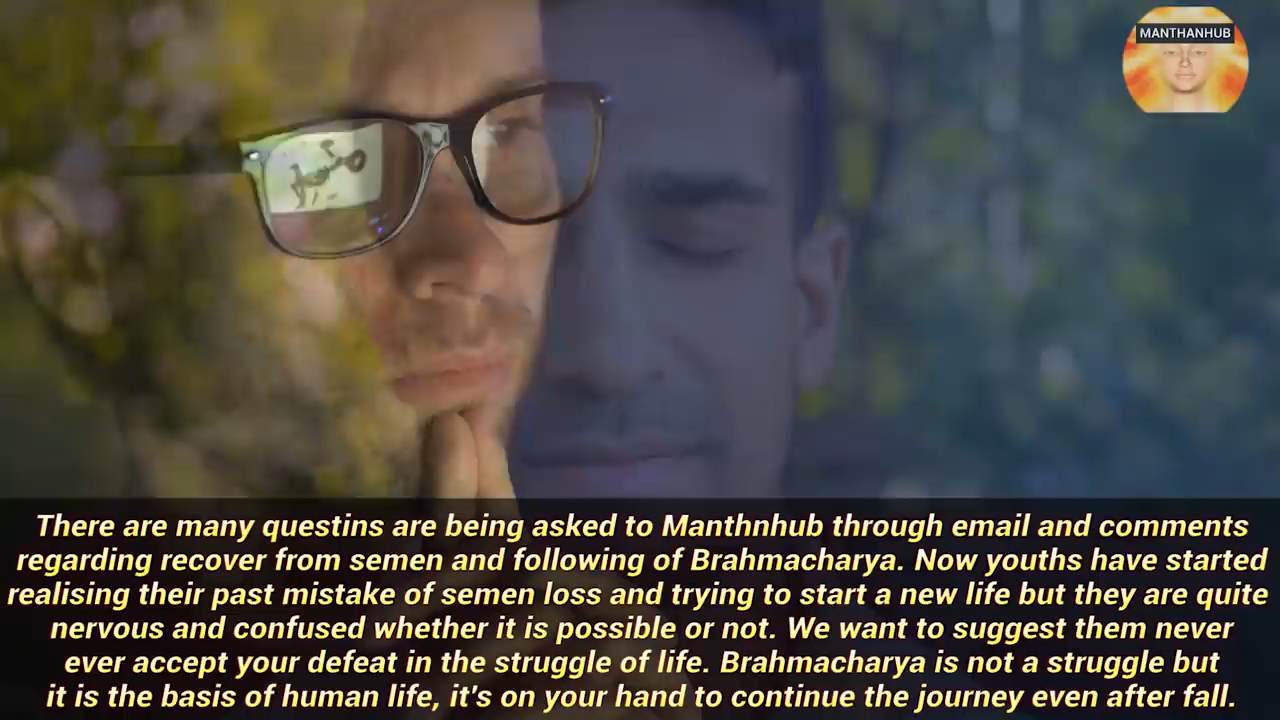 MANTHANHUB
There are many questins are being asked to Manthnhub through email and comments
regarding recover from semen and following of Brahmacharya. Now youths have started
realising their past mistake of semen loss and trying to start a new life but they are quite
nervous and confused whether it is possible or not. We want to suggest them never
ever accept your defeat in the struggle of life. Brahmacharya is not a struggle but
it is the basis of human life, it's on your hand to continue the journey even after fall.